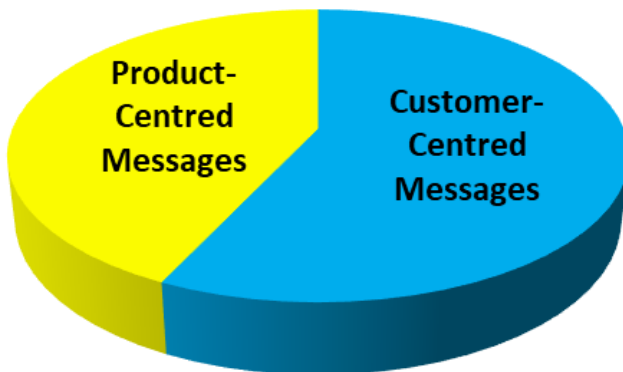 Product-
Centred
Messages
Customer-
Centred
Messages